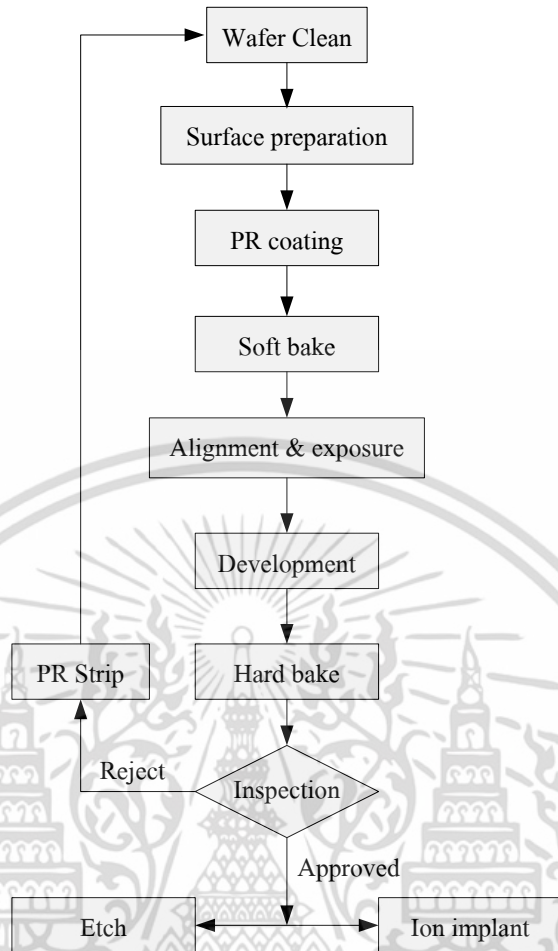 Wafer Clean
Surface preparation
PR coating
Soft bake
Alignment & exposure
Development
PR Strip
Hard bake
Reject
Inspection
Approved
Etch
Ion implant